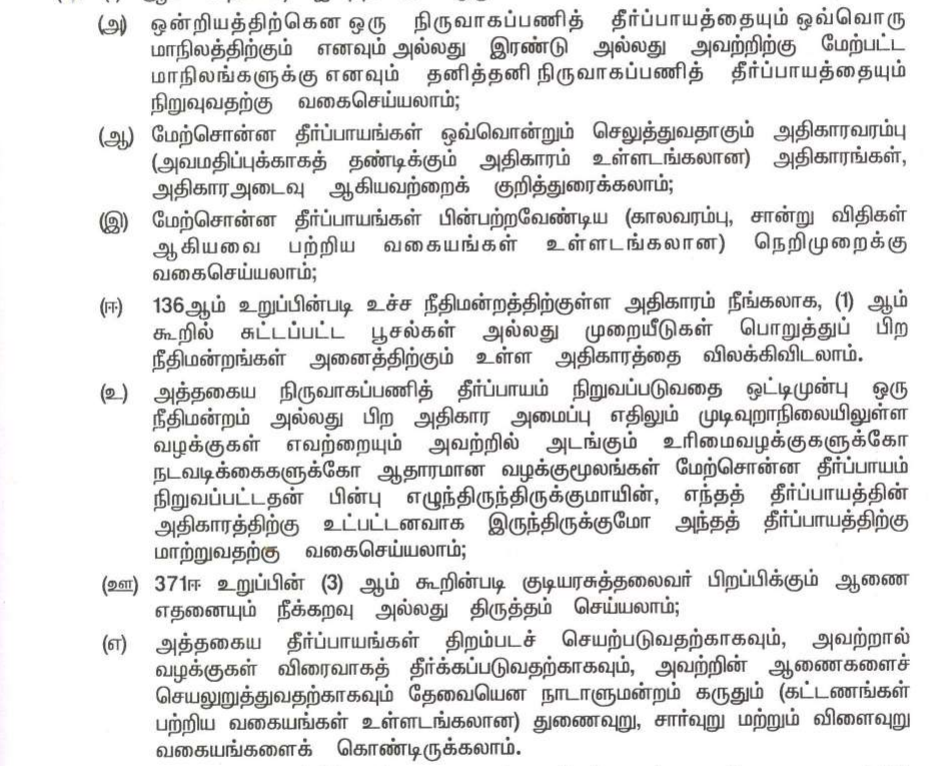 (அ) ஒன்றியத்திற்கென ஒரு நிருவாகப்பணித் தீர்ப்பாயத்தையும் ஒவ்வொரு
மாநிலத்திற்கும் எனவும் அல்லது இரண்டு அல்லது அவற்றிற்கு மேற்பட்ட
மாநிலங்களுக்கு எனவும் தனித்தனி நிருவாகப்பணித் தீர்ப்பாயத்தையும்
நிறுவுவதற்கு வகைசெய்யலாம்;
(ஆ) மேற்சொன்ன தீர்ப்பாயங்கள் ஒவ்வொன்றும் செலுத்துவதாகும் அதிகாரவரம்பு
(அவமதிப்புக்காகத் தண்டிக்கும் அதிகாரம் உள்ளடங்கலான) அதிகாரங்கள்,
அதிகாரஅடைவு ஆகியவற்றைக் குறித்துரைக்கலாம்;
(இ) மேற்சொன்ன தீர்ப்பாயங்கள் பின்பற்றவேண்டிய (காலவரம்பு, சான்று விதிகள்
ஆகியவை பற்றிய வகையங்கள் உள்ளடங்கலான) நெறிமுறைக்கு
வகைசெய்யலாம்;
(ஈ) 136ஆம் உறுப்பின்படி உச்ச நீதிமன்றத்திற்குள்ள அதிகாரம் நீங்கலாக, (1) ஆம்
கூறில் சுட்டப்பட்ட பூசல்கள் அல்லது முறையீடுகள் பொறுத்துப் பிற
நீதிமன்றங்கள் அனைத்திற்கும் உள்ள அதிகாரத்தை விலக்கிவிடலாம்.
(உ) அத்தகைய நிருவாகப்பணித் தீர்ப்பாயம் நிறுவப்படுவதை ஒட்டிமுன்பு ஒரு
நீதிமன்றம் அல்லது பிற அதிகார அமைப்பு எதிலும் முடிவுறாநிலையிலுள்ள
வழக்குகள் எவற்றையும் அவற்றில் அடங்கும் உரிமைவழக்குகளுக்கோ
நடவடிக்கைகளுக்கோ ஆதாரமான வழக்குமூலங்கள் மேற்சொன்ன தீர்ப்பாயம்
நிறுவப்பட்டதன் பின்பு எழுந்திருந்திருக்குமாயின், எந்தத் தீர்ப்பாயத்தின்
அதிகாரத்திற்கு உட்பட்டனவாக இருந்திருக்குமோ அந்தத் தீர்ப்பாயத்திற்கு
மாற்றுவதற்கு வகைசெய்யலாம்;
(ஊ) 371ஈ உறுப்பின் (3) ஆம் கூறின்படி குடியரசுத்தலைவர் பிறப்பிக்கும் ஆணை
எதனையும் நீக்கறவு அல்லது திருத்தம் செய்யலாம்;
(எ) அத்தகைய தீர்ப்பாயங்கள் திறம்படச் செயற்படுவதற்காகவும், அவற்றால்
வழக்குகள் விரைவாகத் தீர்க்கப்படுவதற்காகவும், அவற்றின் ஆணைகளைச்
செயலுறுத்துவதற்காகவும் தேவையென நாடாளுமன்றம் கருதும் (கட்டணங்கள்
பற்றிய வகையங்கள் உள்ளடங்கலான) துணைவுறு, சார்வுறு மற்றும் விளைவுறு
வகையங்களைக் கொண்டிருக்கலாம்.